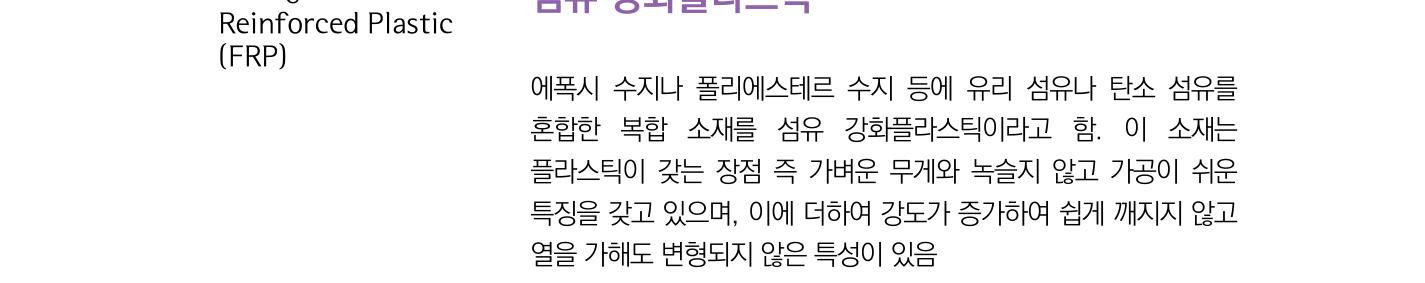 Reinforced Plastic
(FRP)
에폭시 수지나 폴리에스테르 수지 등에 유리 섬유나 탄소 섬유를
혼합한 복합 소재를 섬유 강화플라스틱이라고 함. 이 소재는
플라스틱이 갖는 장점 즉 가벼운 무게와 녹슬지 않고 가공이 쉬운
특징을 갖고 있으며, 이에 더하여 강도가 증가하여 쉽게 깨지지 않고
열을 가해도 변형되지 않은 특성이 있음